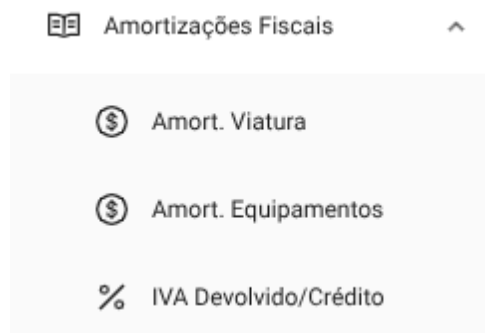 Amortizações Fiscais
Amort. Viatura
Amort. Equipamentos
IVA Devolvido/Crédito